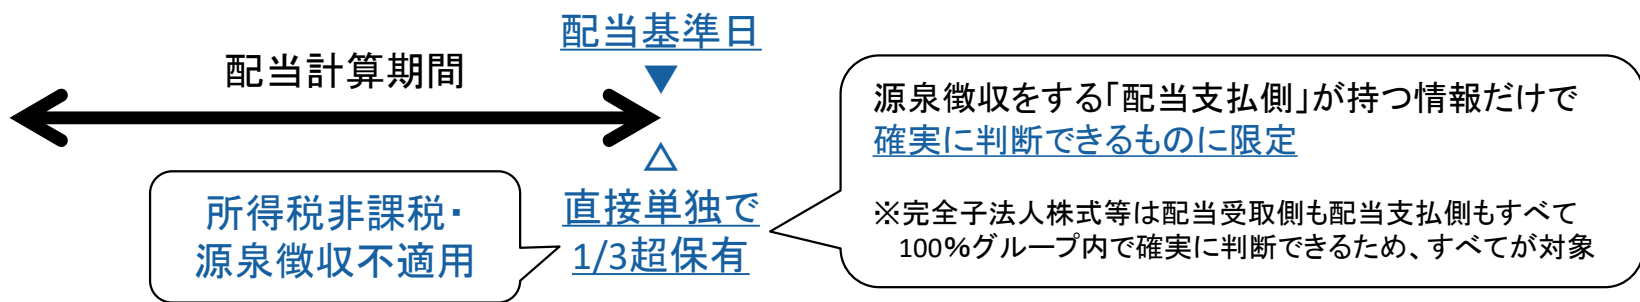 配当基準日
配当計算期間
▼
△
所得税非課税・
源泉徴収不適用
直接単独で
1/3超保有
源泉徴収をする「配当支払側」が持つ情報だけで
確実に判断できるものに限定
※完全子法人株式等は配当受取側も配当支払側もすべて
100%グループ内で確実に判断できるため、すべてが対象